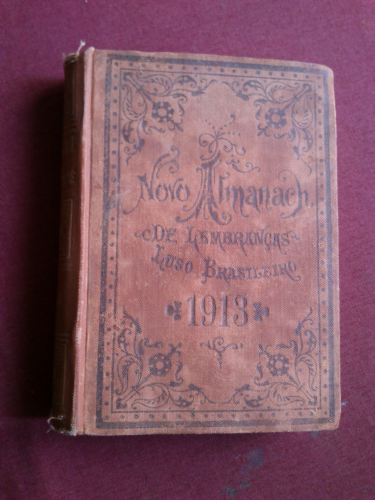 Novo Almanach
DE LEMBRANÇAS
LUSO BRASILEIRO
1913